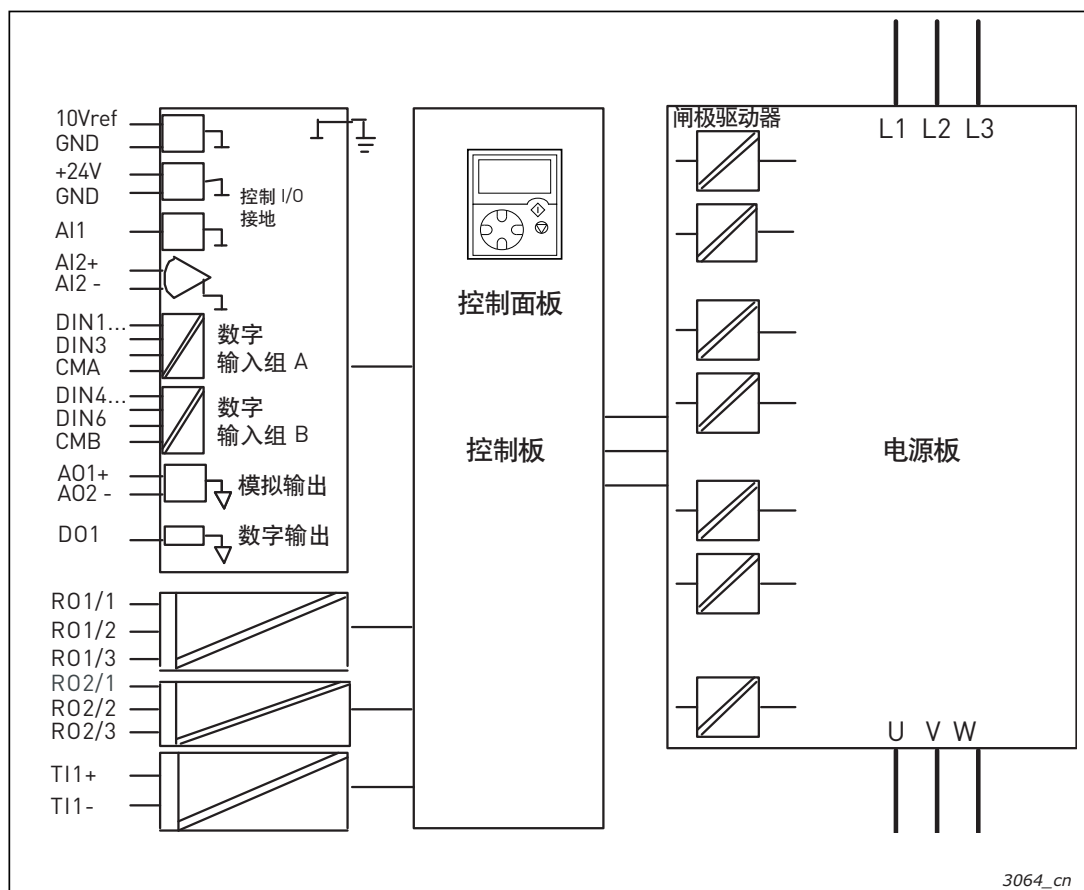 10Vref
GND
+24V
GND
控制 I/O
接地
AI1
AI2+
AI2 -
DIN1...
DIN3
CMA
数字
输入组 A
DIN4...
DIN6
CMB
数字
输入组 B
AO1+
AO2 -
模拟输出
DO1
数字输出
RO1/1
RO1/2
RO1/3
RO2/1
RO2/2
RO2/3
TI1+
TI1-
控制面板
控制板
闸极驱动器
L1 L2 L3
电源板
U V W
3064_cn